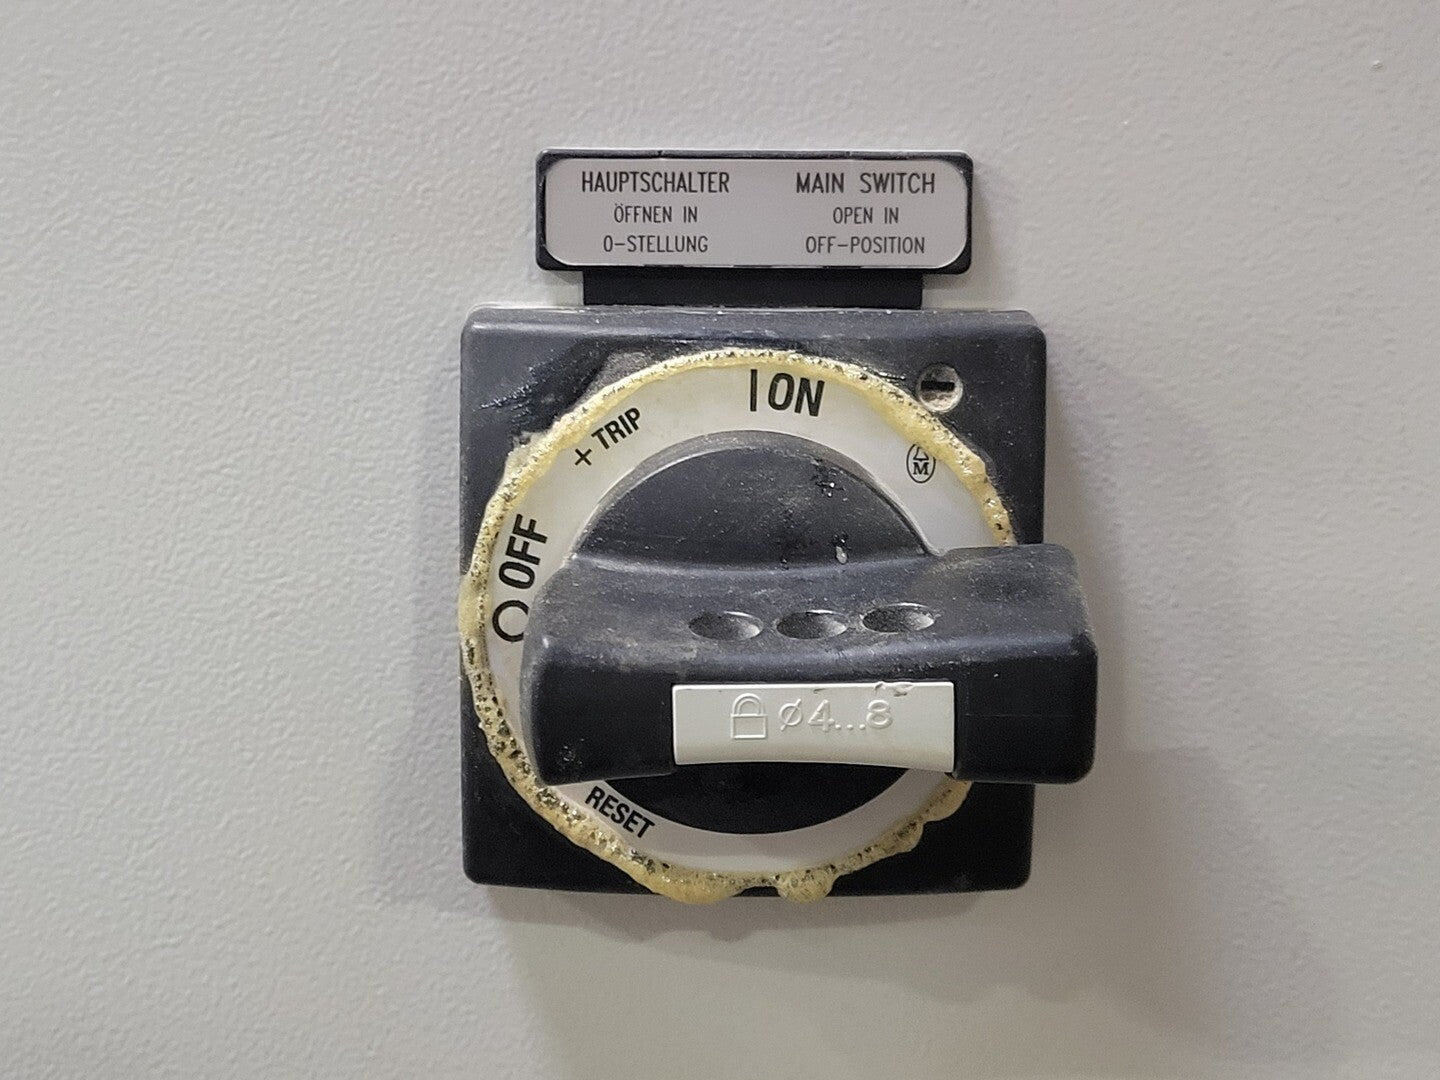 HAUPTSCHALTER
ÖFFNEN IN
0-STELLUNG
MAIN SWITCH
OPEN IN
OFF-POSITION
I ON
+ TRIP
O OFF
RESET
M
Ø4...8